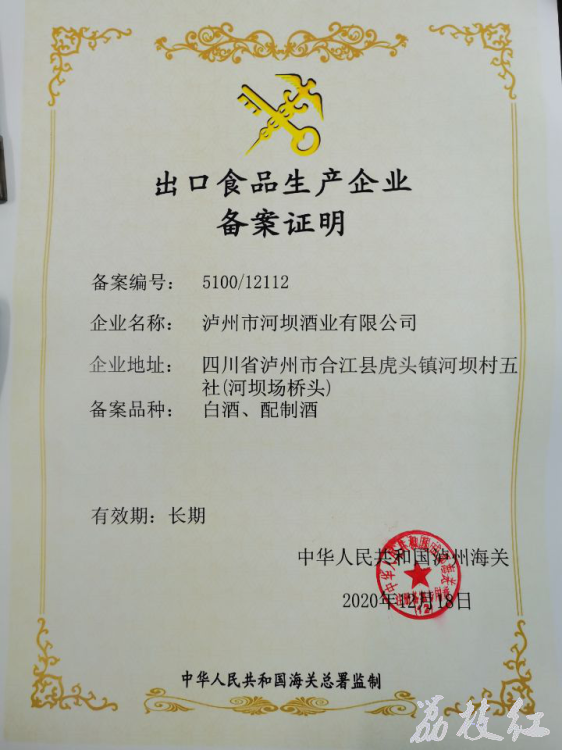 出口食品生产企业
备案证明
备案编号： 5100/12112
企业名称： 泸州市河坝酒业有限公司
企业地址： 四川省泸州市合江县虎头镇河坝村五
社(河坝场桥头)
备案品种： 白酒、配制酒
有效期：长期
中华人民共和国泸州海关
2020年12月18日
中华人民共和国海关总署监制
荔枝红